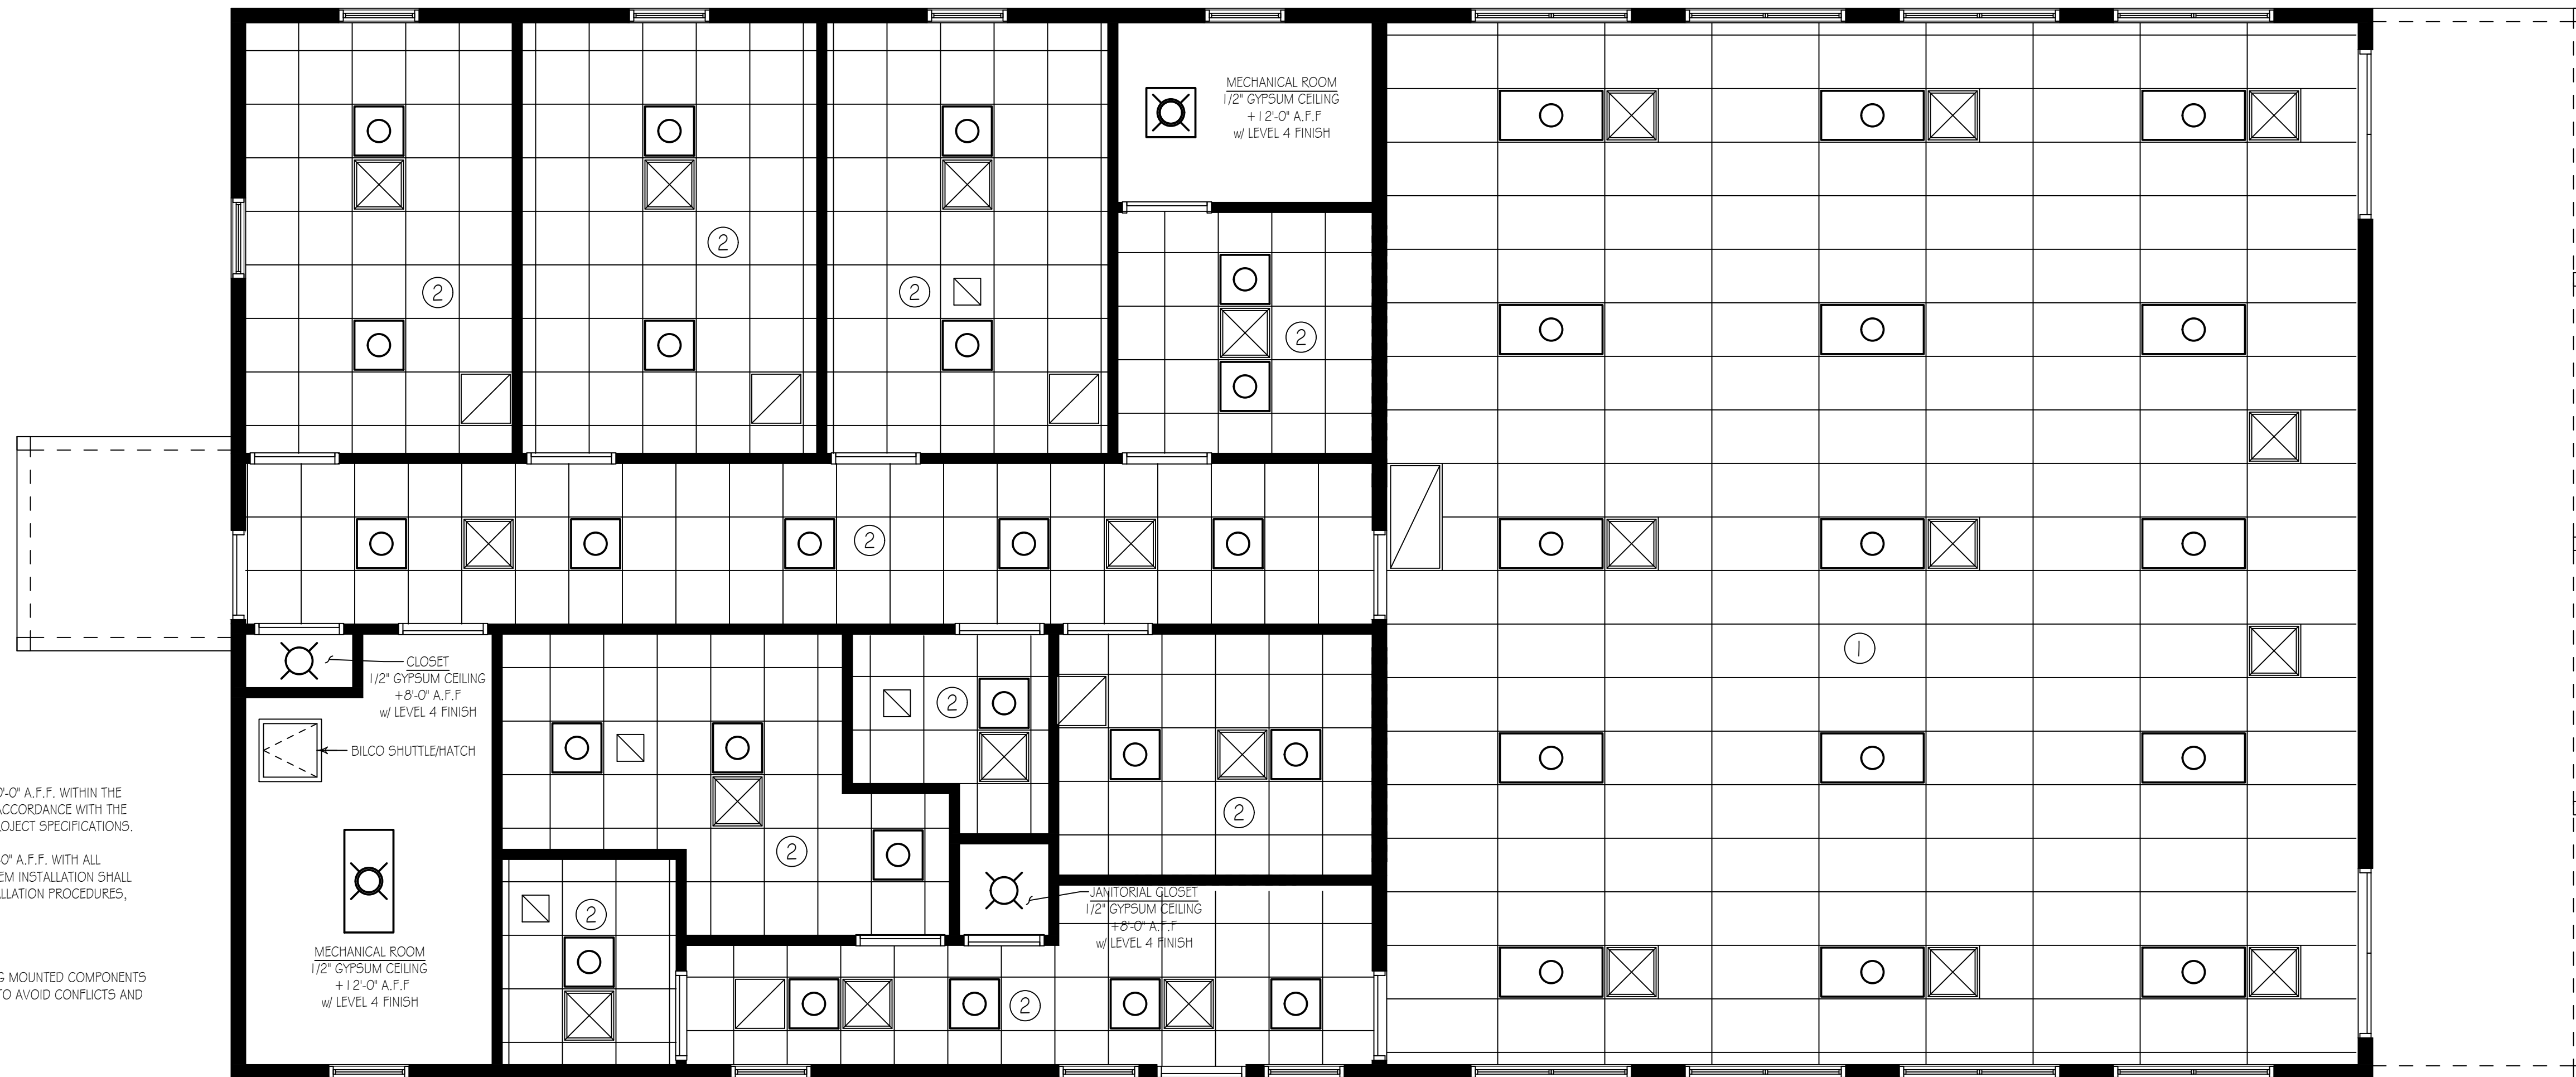 MECHANICAL ROOM
1/2" GYPSUM CEILING
+12'-0" A.F.F
w/ LEVEL 4 FINISH
2
2
2
2
2
CLOSET
1/2" GYPSUM CEILING
+8'-0" A.F.F
w/ LEVEL 4 FINISH
BILCO SHUTTLE/HATCH
1
2
2
2
2
2
JANITORIAL CLOSET
1/2" GYPSUM CEILING
+8'-0" A.F.F
w/ LEVEL 4 FINISH
MECHANICAL ROOM
1/2" GYPSUM CEILING
+12'-0" A.F.F
w/ LEVEL 4 FINISH
'-0" A.F.F. WITHIN THE
ACCORDANCE WITH THE
PROJECT SPECIFICATIONS.
-0" A.F.F. WITH ALL
INSTALLATION SHALL
PROCEDURES,
MOUNTED COMPONENTS
TO AVOID CONFLICTS AND